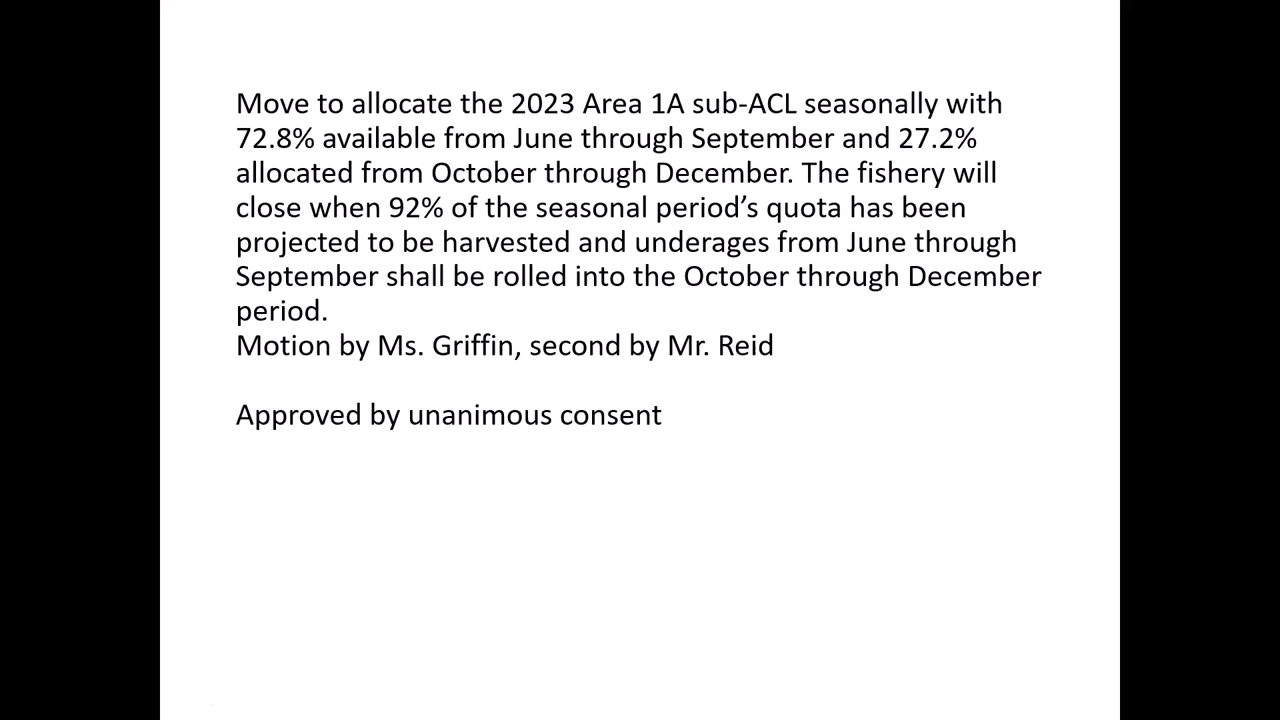 Move to allocate the 2023 Area 1A sub-ACL seasonally with
72.8% available from June through September and 27.2%
allocated from October through December. The fishery will
close when 92% of the seasonal period’s quota has been
projected to be harvested and underages from June through
September shall be rolled into the October through December
period.
Motion by Ms. Griffin, second by Mr. Reid
Approved by unanimous consent